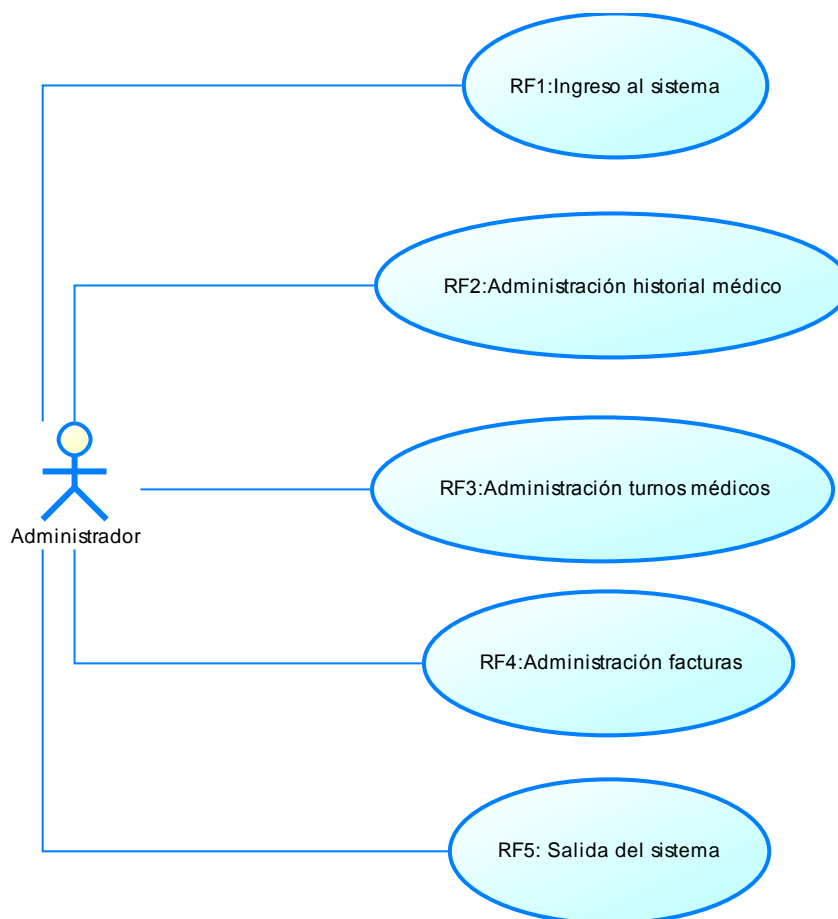 RF1:Ingreso al sistema
RF2:Administración historial médico
RF3:Administración turnos médicos
Administrador
RF4:Administración facturas
RF5: Salida del sistema